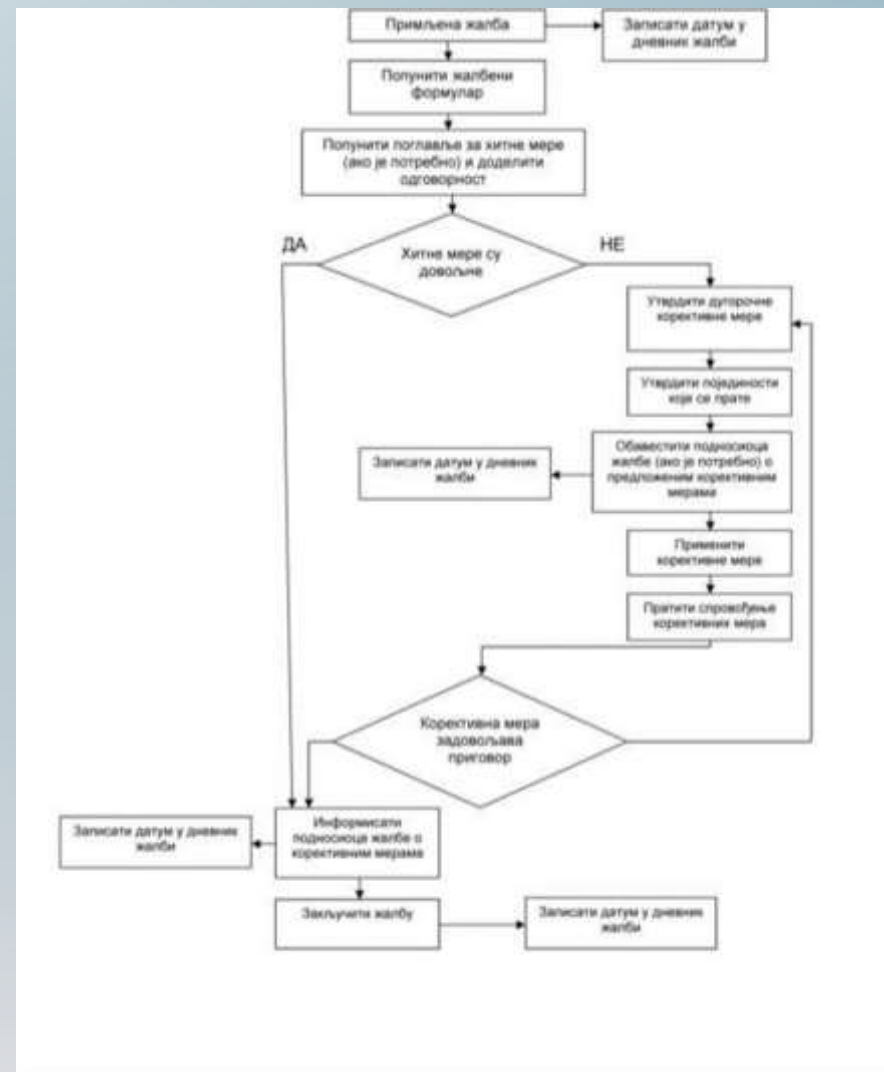 Примљена жалба
Записати датум у
дневник жалби
Попунити жалбени
формулар
Попунити поглавље за хитне мере
(ако је потребно) и доделити
одговорност
ДА
Хитне мере су
довољне
НЕ
Утврдити дугорочне
корективне мере
Утврдити појединости
које се прате
Обавестити подносиоца
жалбе (ако је потребно) о
предложеним корективним
мерама
Записати датум у дневник
жалби
Применити
корективне мере
Пратити спровођење
корективних мера
Корективна мера
задовољава
приговор
Информисати
подносиоце жалбе о
корективним мерама
Записати датум у дневник
жалби
Закључити жалбу
Записати датум у дневник
жалби